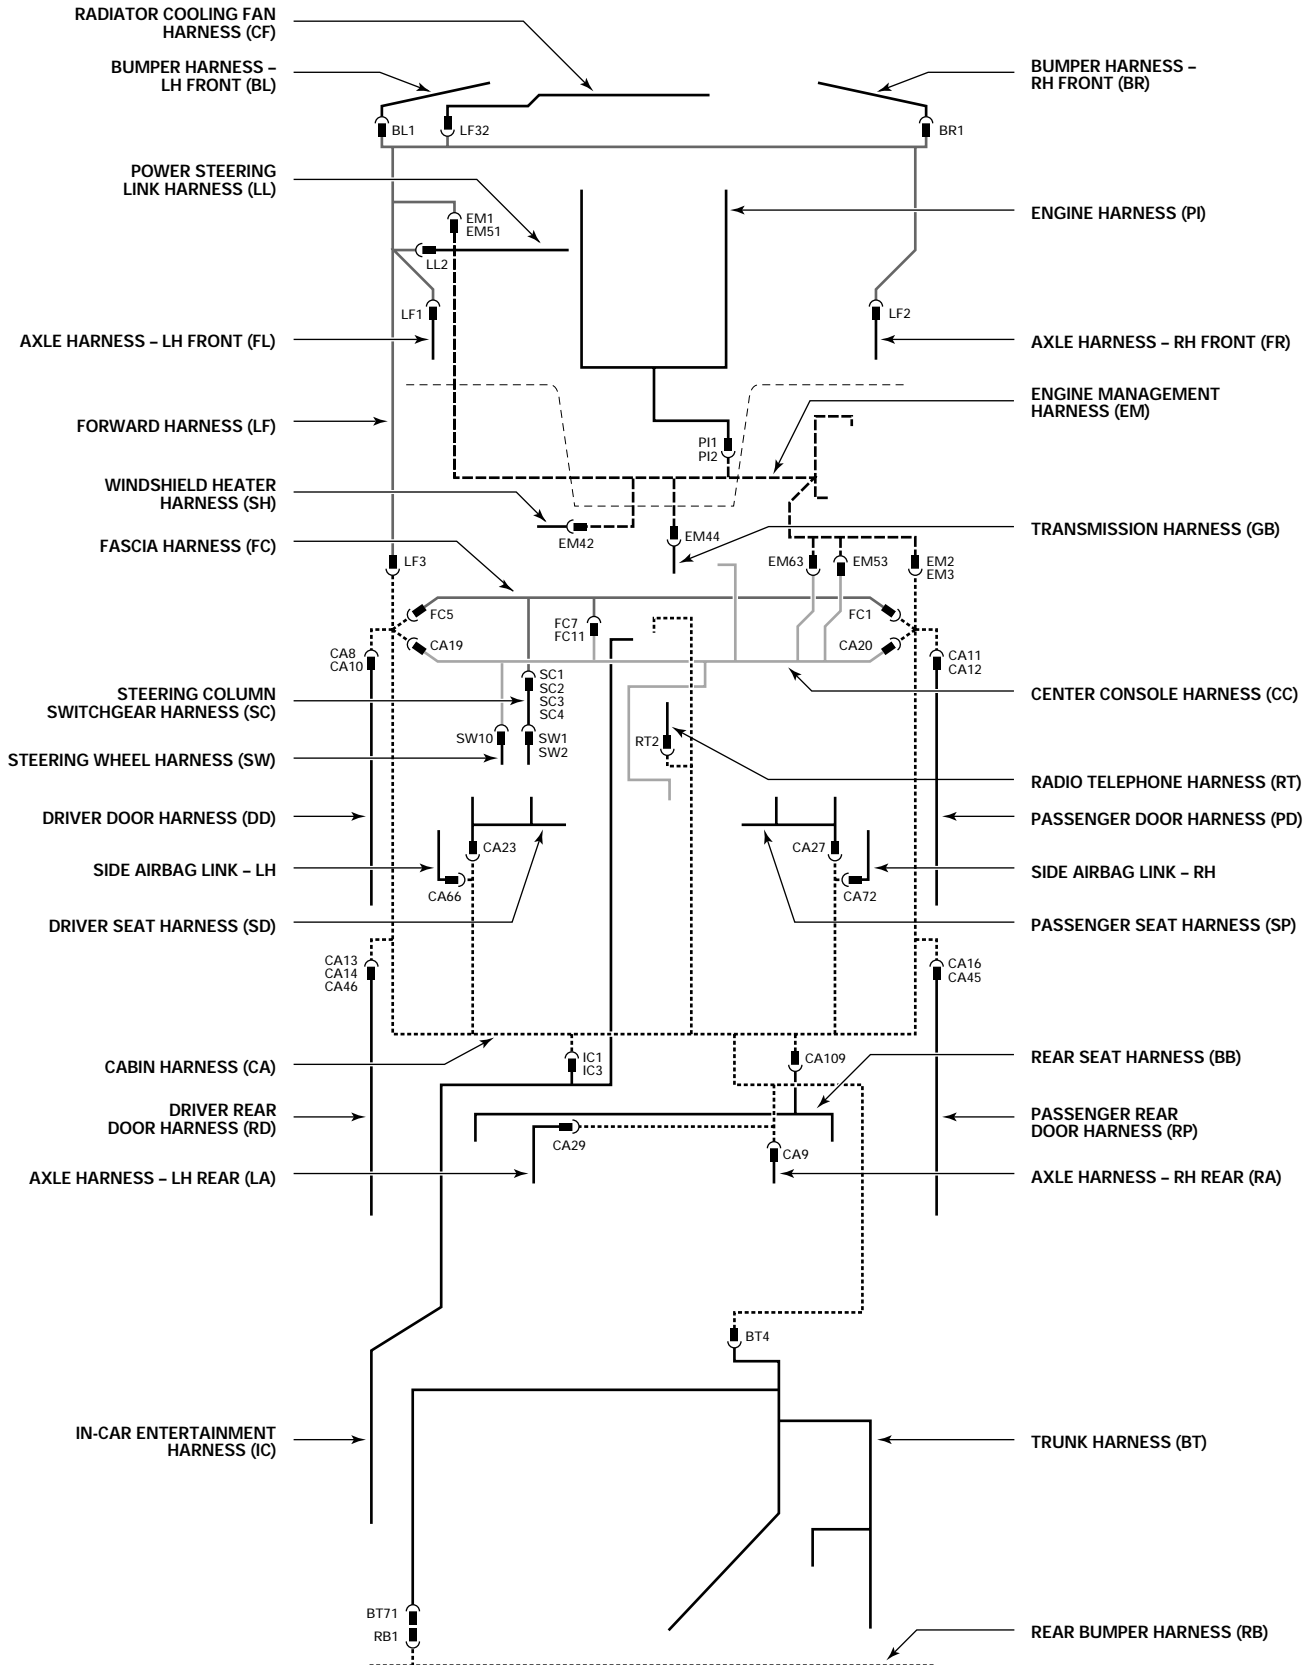 RADIATOR COOLING FAN
HARNESS (CF)
BUMPER HARNESS –
LH FRONT (BL)
BUMPER HARNESS –
RH FRONT (BR)
BL1
LF32
BR1
POWER STEERING
LINK HARNESS (LL)
ENGINE HARNESS (PI)
EM1
EM51
LL2
LF1
LF2
AXLE HARNESS – LH FRONT (FL)
AXLE HARNESS – RH FRONT (FR)
ENGINE MANAGEMENT
HARNESS (EM)
FORWARD HARNESS (LF)
PI1
PI2
WINDSHIELD HEATER
HARNESS (SH)
TRANSMISSION HARNESS (GB)
EM42
EM44
FASCIA HARNESS (FC)
LF3
EM63
EM53
EM2
EM3
FC5
FC7
FC11
FC1
CA19
CA20
CA8
CA10
CA11
CA12
SC1
SC2
SC3
SC4
STEERING COLUMN
SWITCHGEAR HARNESS (SC)
CENTER CONSOLE HARNESS (CC)
SW10
SW1
SW2
RT2
STEERING WHEEL HARNESS (SW)
RADIO TELEPHONE HARNESS (RT)
DRIVER DOOR HARNESS (DD)
PASSENGER DOOR HARNESS (PD)
CA23
CA27
SIDE AIRBAG LINK – LH
SIDE AIRBAG LINK – RH
CA66
CA72
DRIVER SEAT HARNESS (SD)
PASSENGER SEAT HARNESS (SP)
CA13
CA14
CA46
CA16
CA45
CABIN HARNESS (CA)
IC1
IC3
CA109
REAR SEAT HARNESS (BB)
DRIVER REAR
DOOR HARNESS (RD)
PASSENGER REAR
DOOR HARNESS (RP)
CA29
CA9
AXLE HARNESS – LH REAR (LA)
AXLE HARNESS – RH REAR (RA)
BT4
IN-CAR ENTERTAINMENT
HARNESS (IC)
TRUNK HARNESS (BT)
BT71
RB1
REAR BUMPER HARNESS (RB)